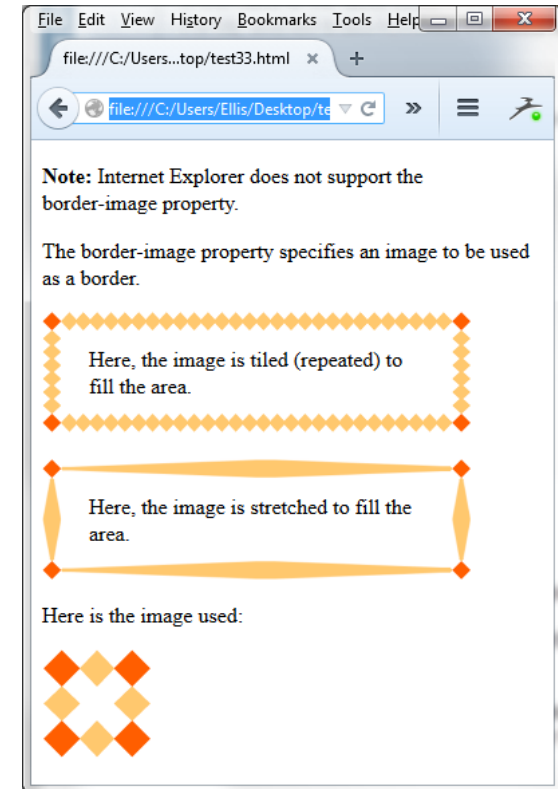 File Edit View History Bookmarks Tools Help
file:///C:/Users...top/test33.html
file:///C:/Users/Ellis/Desktop/te
Note: Internet Explorer does not support the
border-image property.
The border-image property specifies an image to be used
as a border.
Here, the image is tiled (repeated) to
fill the area.
Here, the image is stretched to fill the
area.
Here is the image used: